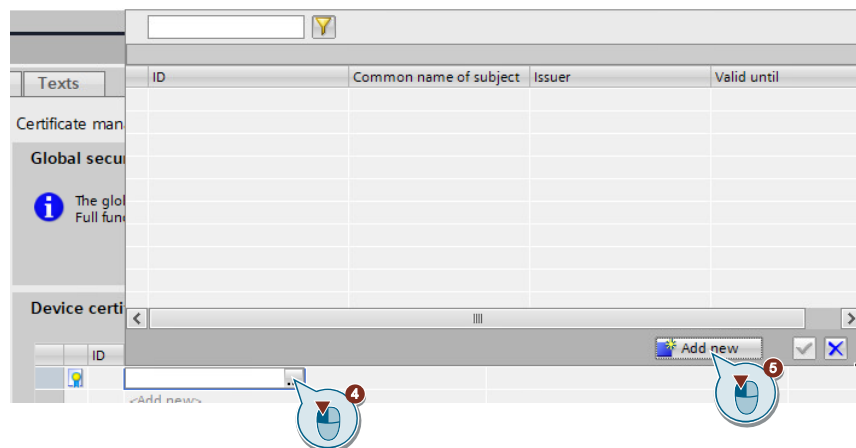 ID Common name of subject Issuer Valid until
Texts
Certificate man
Global secu
The glo
Full fun
Device certi
Add new
ID
...
<Add new>
4
5